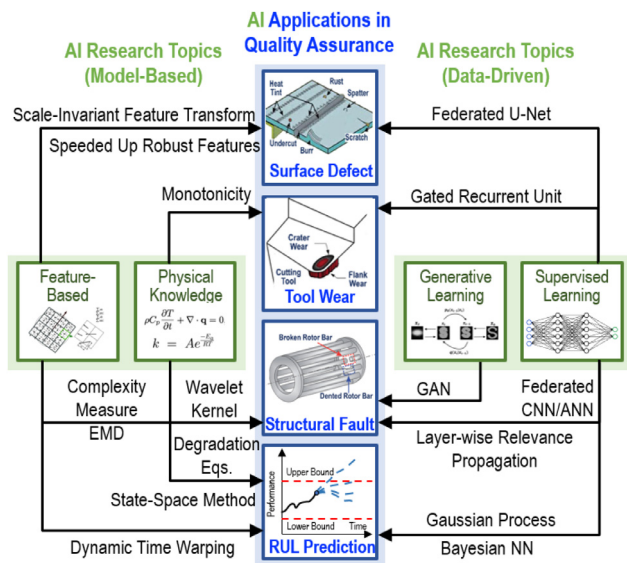 AI Applications in
Quality Assurance
AI Research Topics
(Model-Based)
AI Research Topics
(Data-Driven)
Heat
Tint
Rust
Spatter
Scratch
Undercut
Burr
Surface Defect
Scale-Invariant Feature Transform
Speeded Up Robust Features
Federated U-Net
Monotonicity
Gated Recurrent Unit
Crater
Wear
Cutting
Tool
Flank
Wear
Tool Wear
Feature-
Based
Physical
Knowledge
ρC_p ∂T/∂t + ∇ · q = 0
Generative
Learning
Supervised
Learning
Broken Rotor Bar
Dented Rotor Bar
Structural Fault
Complexity
Measure
EMD
Wavelet
Kernel
GAN
Federated
CNN/ANN
Layer-wise Relevance
Propagation
Degradation
Eqs.
State-Space Method
Dynamic Time Warping
Performance
Upper Bound
Lower Bound
Time
RUL Prediction
Gaussian Process
Bayesian NN